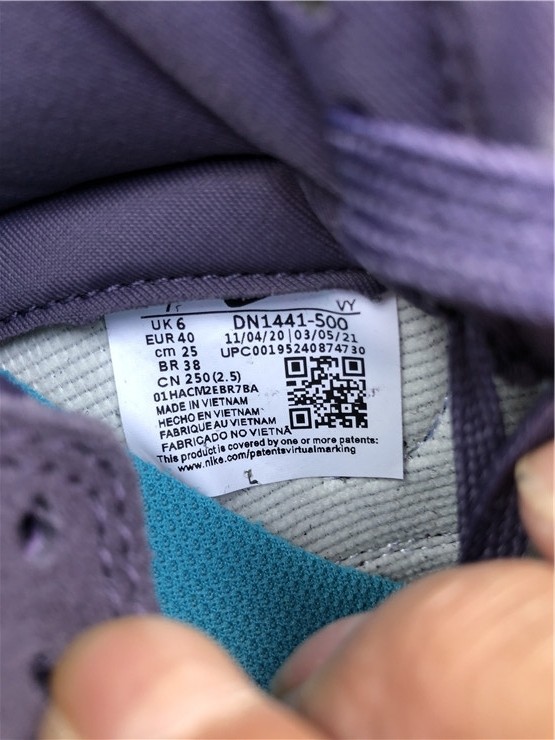 VY
UK 6
EUR 40
cm 25
BR 38
CN 250(2.5)
DN1441-500
11/04/20 | 03/05/21
UPC00195240874730
01HACM2EBR7BA
MADE IN VIETNAM
HECHO EN VIETNAM
FABRIQUE AU VIETNAM
FABRICADO NO VIETNÃ
This product is covered by one or more patents:
www.nike.com/patentsvirtualmarking
L